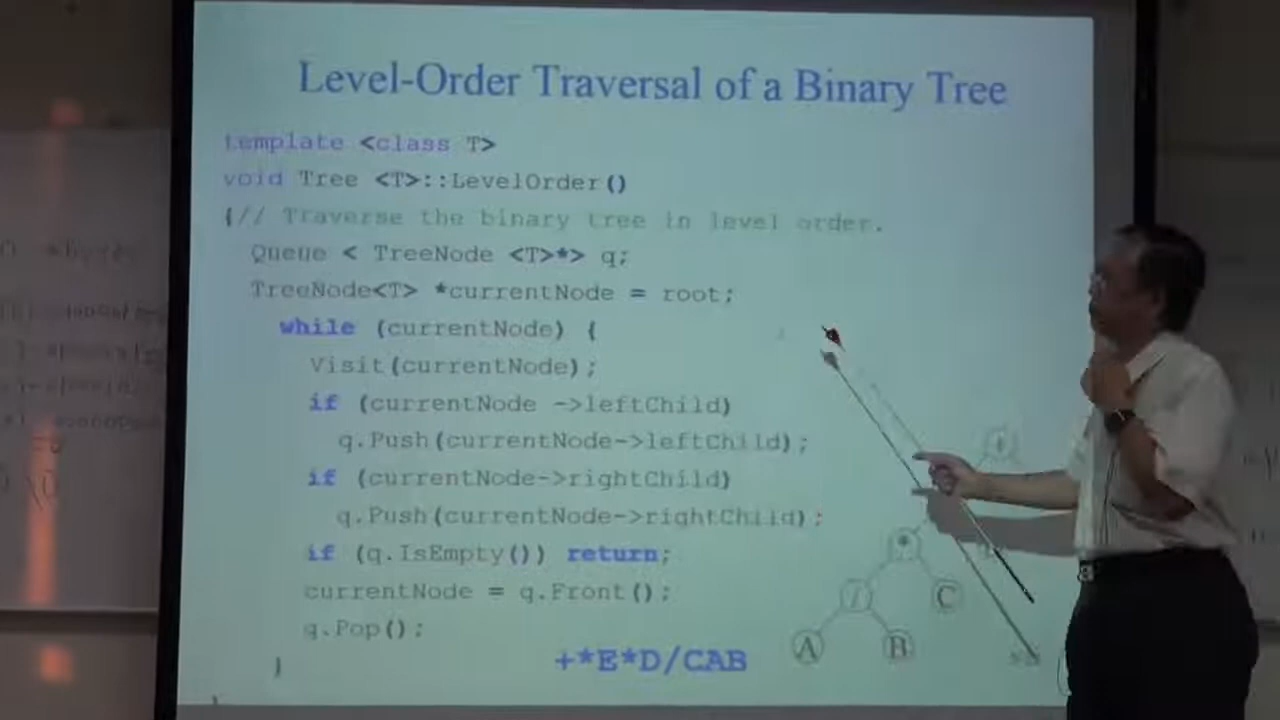 Level-Order Traversal of a Binary Tree
template <class T>
void Tree <T>::LevelOrder()
{// Traverse the binary tree in level order.
Queue < TreeNode <T>*> q;
TreeNode<T> *currentNode = root;
while (currentNode) {
Visit(currentNode);
if (currentNode ->leftChild)
q.Push(currentNode->leftChild);
if (currentNode->rightChild)
q.Push(currentNode->rightChild);
if (q.IsEmpty()) return;
currentNode = q.Front();
q.Pop();
}
+*E*D/CAB
+
*
/ C
A B